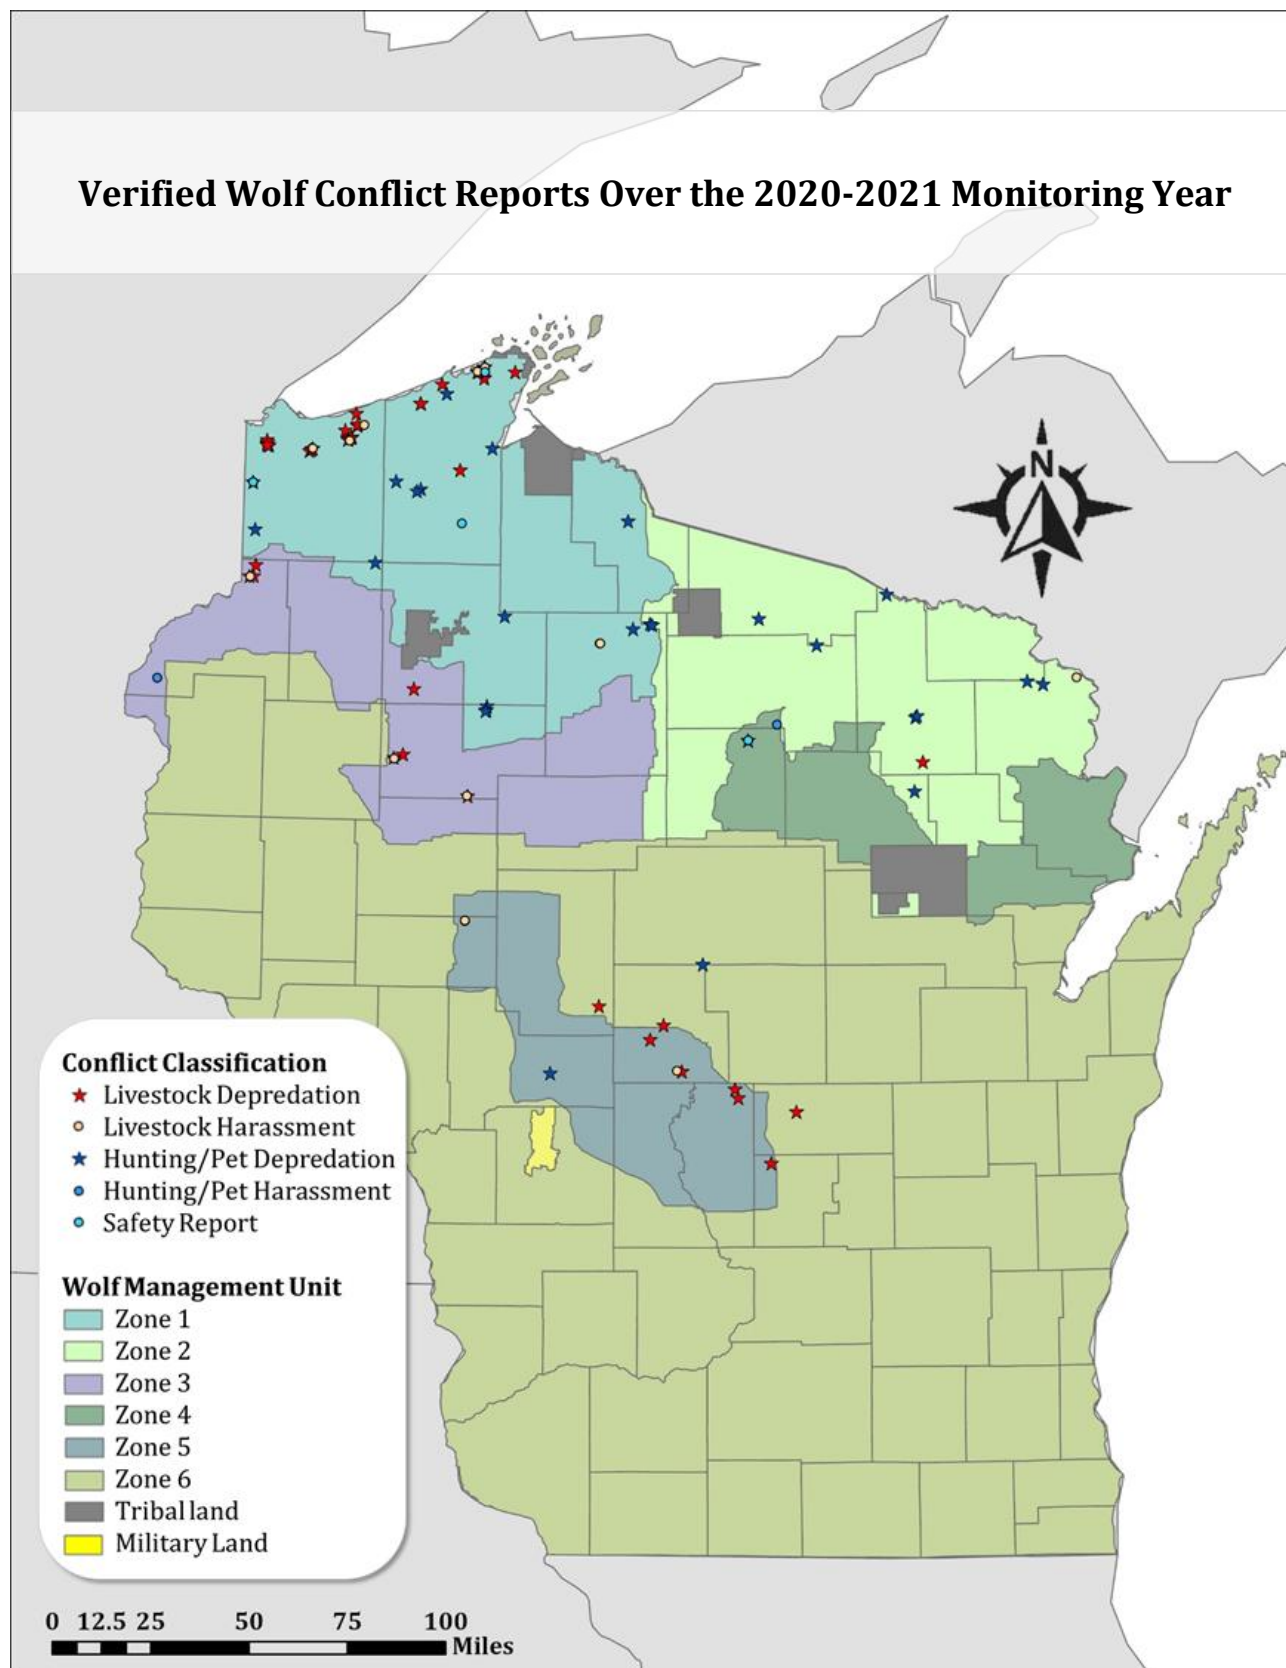 Verified Wolf Conflict Reports Over the 2020-2021 Monitoring Year
N
Conflict Classification
Livestock Depredation
Livestock Harassment
Hunting/Pet Depredation
Hunting/Pet Harassment
Safety Report
Wolf Management Unit
Zone 1
Zone 2
Zone 3
Zone 4
Zone 5
Zone 6
Tribal land
Military Land
0 12.5 25 50 75 100
Miles